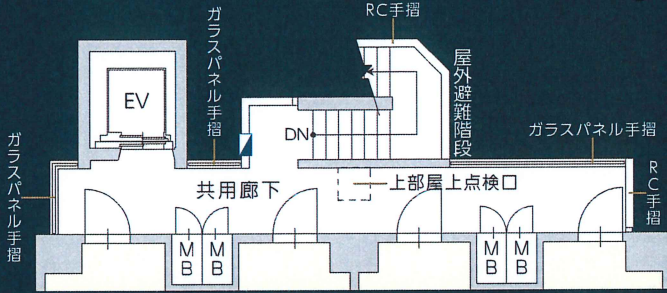 RC手摺
ガラスパネル手摺
屋外避難階段
EV
DN
ガラスパネル手摺
ガラスパネル手摺
共用廊下
上部屋上点検口
RC手摺
MB
MB
MB
MB